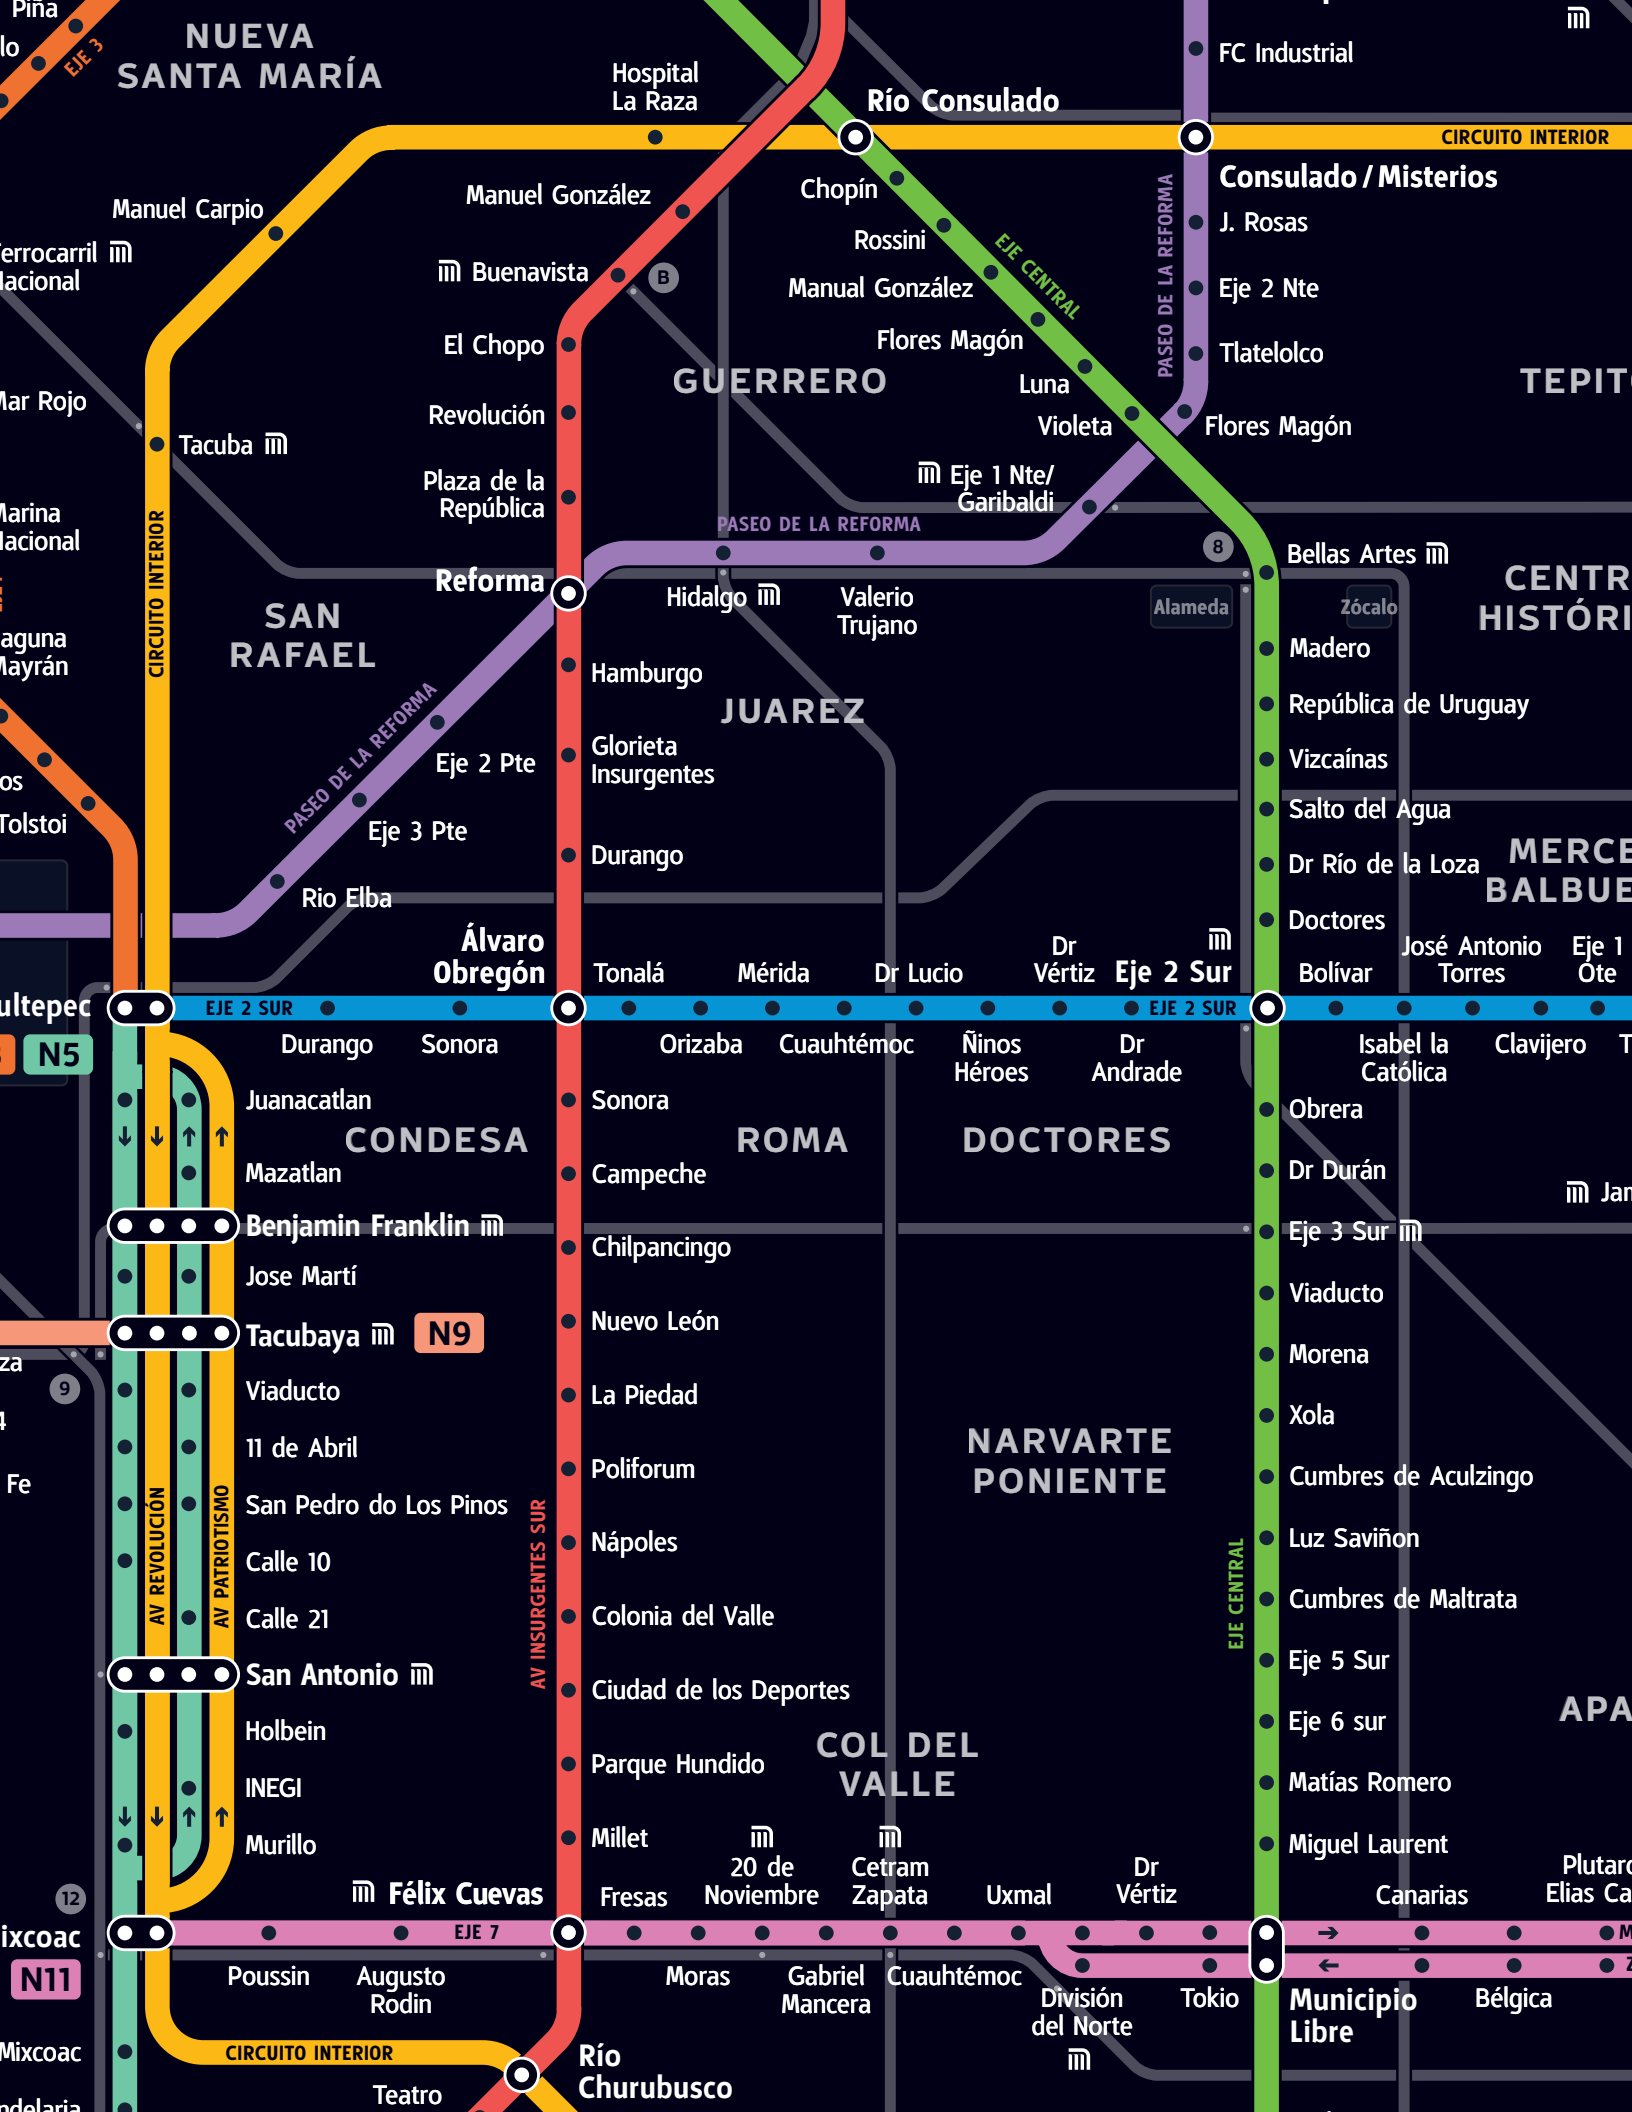 Piña
EJE 3
NUEVA
SANTA MARÍA
Hospital
La Raza
Río Consulado
FC Industrial
CIRCUITO INTERIOR
Consulado / Misterios
Manuel Carpio
Manuel González
Chopín
J. Rosas
Rossini
EJE CENTRAL
PASEO DE LA REFORMA
Buenavista
B
Manual González
Eje 2 Nte
El Chopo
Flores Magón
Tlatelolco
GUERRERO
Luna
Mar Rojo
Revolución
Violeta
Flores Magón
Tacuba
Plaza de la
República
Eje 1 Nte/
Garibaldi
PASEO DE LA REFORMA
8
Bellas Artes
CIRCUITO INTERIOR
Reforma
Hidalgo
Valerio
Trujano
Alameda
Zócalo
SAN
RAFAEL
Hamburgo
Madero
JUAREZ
República de Uruguay
PASEO DE LA REFORMA
Eje 2 Pte
Glorieta
Insurgentes
Vizcaínas
Tolstoi
Eje 3 Pte
Salto del Agua
Durango
Dr Río de la Loza
Rio Elba
Doctores
Álvaro
Obregón
Tonalá
Mérida
Dr Lucio
Dr
Vértiz
Eje 2 Sur
Bolívar
José Antonio
Torres
Eje 1
Ote
EJE 2 SUR
EJE 2 SUR
N5
Durango
Sonora
Orizaba
Cuauhtémoc
Ñinos
Héroes
Dr
Andrade
Isabel la
Católica
Clavijero
Juanacatlan
Sonora
Obrera
CONDESA
ROMA
DOCTORES
Mazatlan
Campeche
Dr Durán
Benjamin Franklin
Chilpancingo
Eje 3 Sur
Jose Martí
Viaducto
Tacubaya
N9
Nuevo León
Morena
9
Viaducto
La Piedad
Xola
11 de Abril
Poliforum
NARVARTE
PONIENTE
Cumbres de Aculzingo
Fe
San Pedro do Los Pinos
Nápoles
Luz Saviñon
AV REVOLUCIÓN
AV PATRIOTISMO
AV INSURGENTES SUR
EJE CENTRAL
Calle 10
Colonia del Valle
Cumbres de Maltrata
Calle 21
San Antonio
Ciudad de los Deportes
Eje 5 Sur
Holbein
Parque Hundido
COL DEL
VALLE
Eje 6 sur
INEGI
Matías Romero
Murillo
Millet
Miguel Laurent
12
Félix Cuevas
Fresas
20 de
Noviembre
Cetram
Zapata
Uxmal
Dr
Vértiz
Canarias
EJE 7
N11
Poussin
Augusto
Rodin
Moras
Gabriel
Mancera
Cuauhtémoc
División
del Norte
Tokio
Municipio
Libre
Bélgica
Mixcoac
CIRCUITO INTERIOR
Río
Churubusco
Teatro